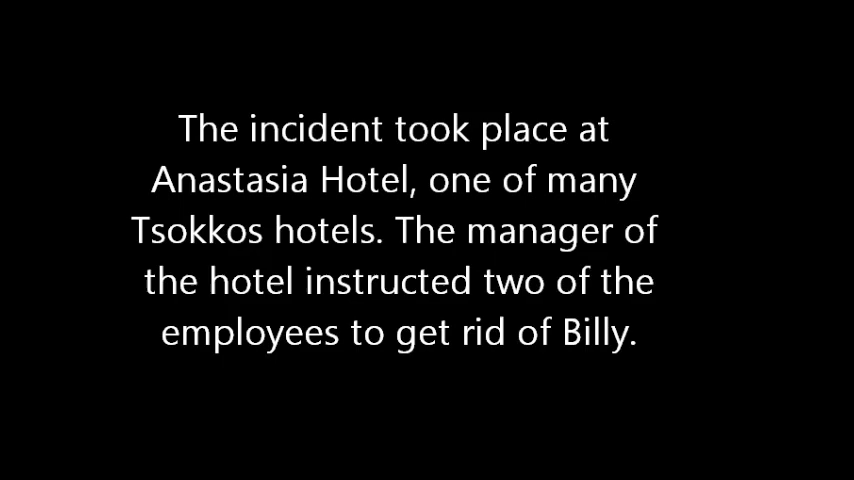 The incident took place at
Anastasia Hotel, one of many
Tsokkos hotels. The manager of
the hotel instructed two of the
employees to get rid of Billy.